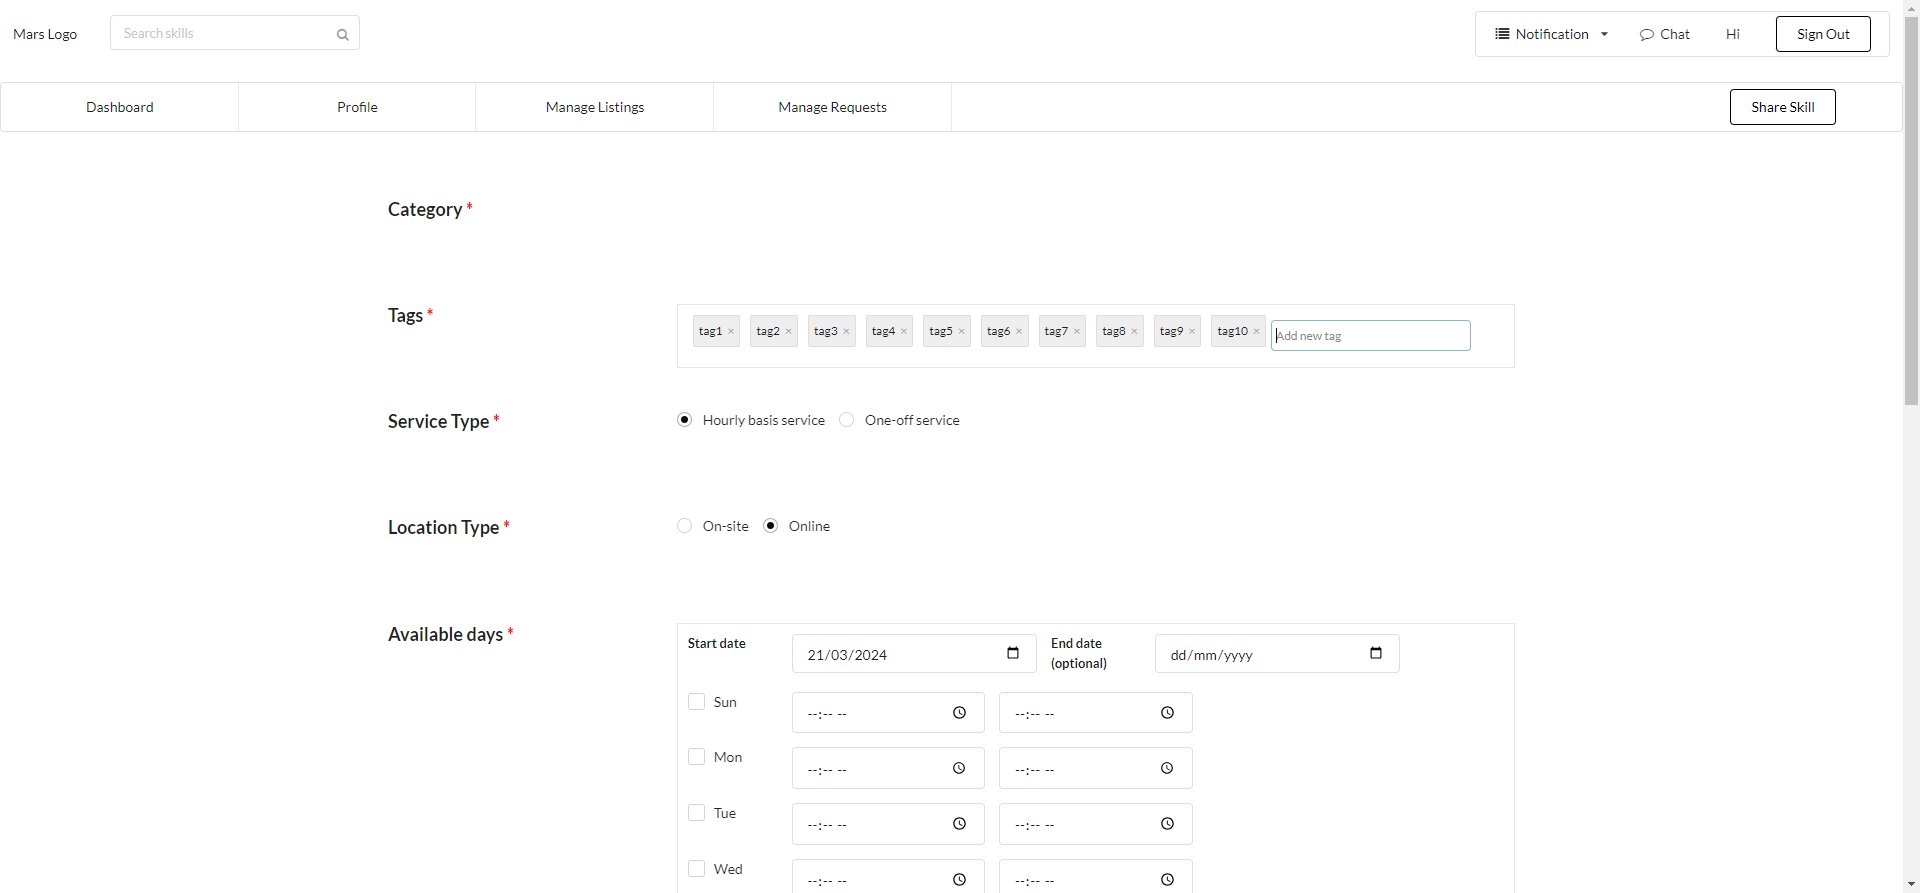 Mars Logo
Search skills
Notification
Chat
Hi
Sign Out
Dashboard
Profile
Manage Listings
Manage Requests
Share Skill
Category *
Tags *
tag1 ×
tag2 ×
tag3 ×
tag4 ×
tag5 ×
tag6 ×
tag7 ×
tag8 ×
tag9 ×
tag10 ×
Add new tag
Service Type *
Hourly basis service
One-off service
Location Type *
On-site
Online
Available days *
Start date
21/03/2024
End date
(optional)
dd/mm/yyyy
Sun
--:-- --
--:-- --
Mon
--:-- --
--:-- --
Tue
--:-- --
--:-- --
Wed
--:-- --
--:-- --